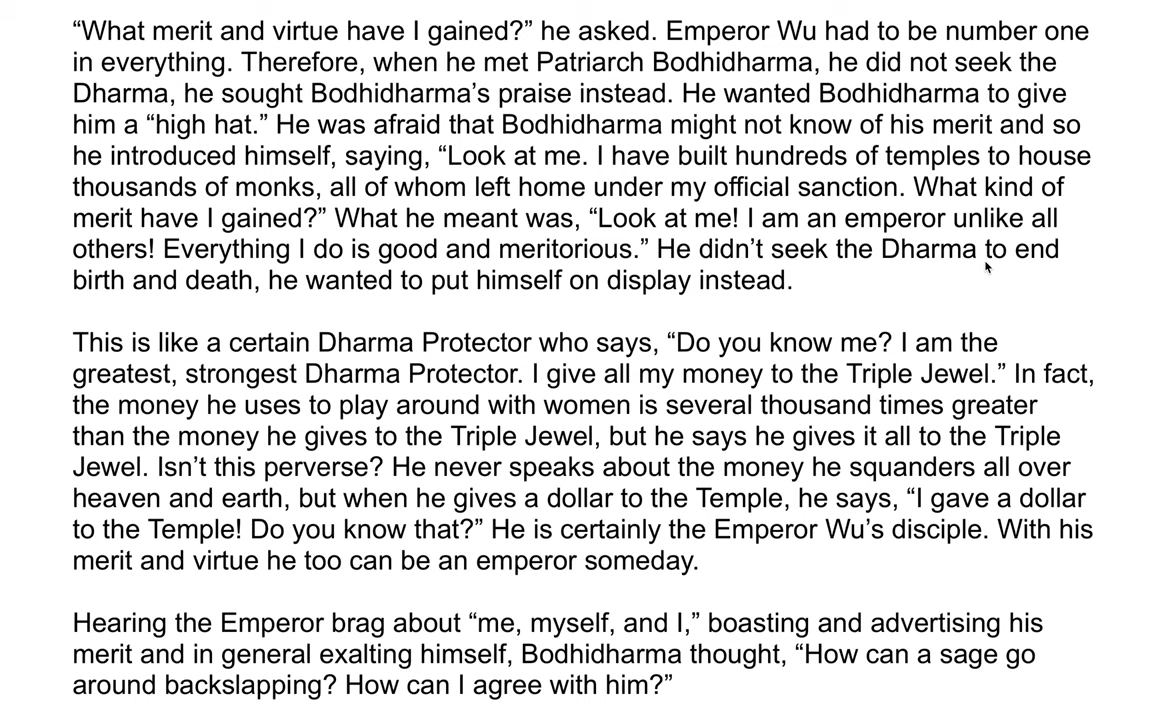 “What merit and virtue have I gained?” he asked. Emperor Wu had to be number one
in everything. Therefore, when he met Patriarch Bodhidharma, he did not seek the
Dharma, he sought Bodhidharma’s praise instead. He wanted Bodhidharma to give
him a “high hat.” He was afraid that Bodhidharma might not know of his merit and so
he introduced himself, saying, “Look at me. I have built hundreds of temples to house
thousands of monks, all of whom left home under my official sanction. What kind of
merit have I gained?” What he meant was, “Look at me! I am an emperor unlike all
others! Everything I do is good and meritorious.” He didn’t seek the Dharma to end
birth and death, he wanted to put himself on display instead.
This is like a certain Dharma Protector who says, “Do you know me? I am the
greatest, strongest Dharma Protector. I give all my money to the Triple Jewel.” In fact,
the money he uses to play around with women is several thousand times greater
than the money he gives to the Triple Jewel, but he says he gives it all to the Triple
Jewel. Isn’t this perverse? He never speaks about the money he squanders all over
heaven and earth, but when he gives a dollar to the Temple, he says, “I gave a dollar
to the Temple! Do you know that?” He is certainly the Emperor Wu’s disciple. With his
merit and virtue he too can be an emperor someday.
Hearing the Emperor brag about “me, myself, and I,” boasting and advertising his
merit and in general exalting himself, Bodhidharma thought, “How can a sage go
around backslapping? How can I agree with him?”